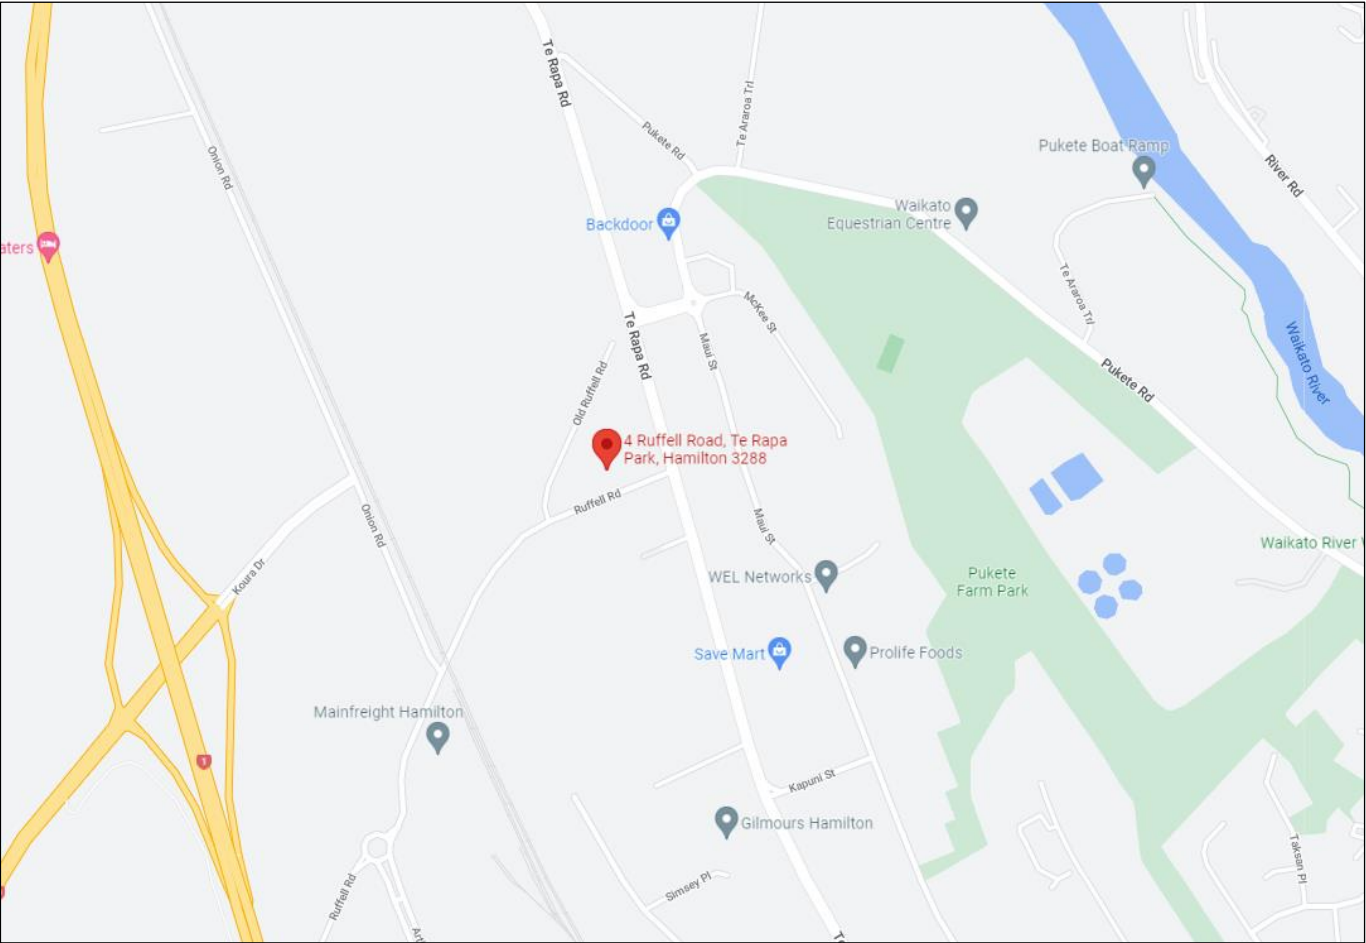 Te Rapa Rd
Pukete Rd
Te Araroa Trl
Pukete Boat Ramp
River Rd
Onion Rd
Waikato
Equestrian Centre
Backdoor
aters
Te Araroa Trl
McKee St
Te Rapa Rd
Maui St
Waikato River
Old Ruffell Rd
Pukete Rd
4 Ruffell Road, Te Rapa
Park, Hamilton 3288
Ruffell Rd
Onion Rd
Maui St
Waikato River
Koura Dr
WEL Networks
Pukete
Farm Park
Save Mart
Prolife Foods
Mainfreight Hamilton
1
Kapuni St
Gilmours Hamilton
Taksan Pl
Simsey Pl
Ruffell Rd
Art
Te